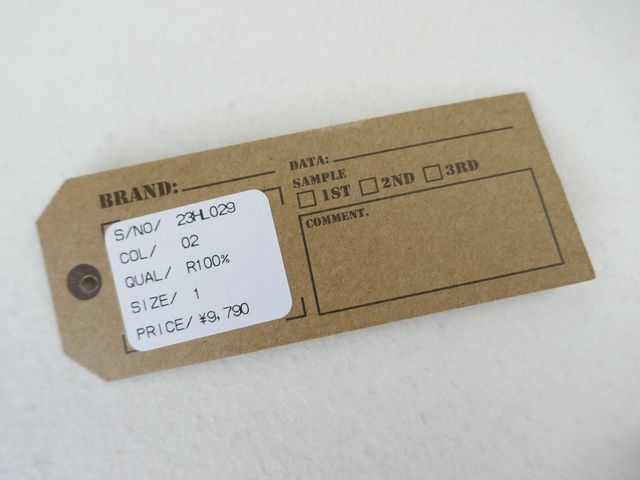 BRAND:
S/NO/ 23HL029
COL/ 02
QUAL/ R100%
SIZE/ 1
PRICE/ ¥9,790
DATA:
SAMPLE
1ST 2ND 3RD
COMMENT.